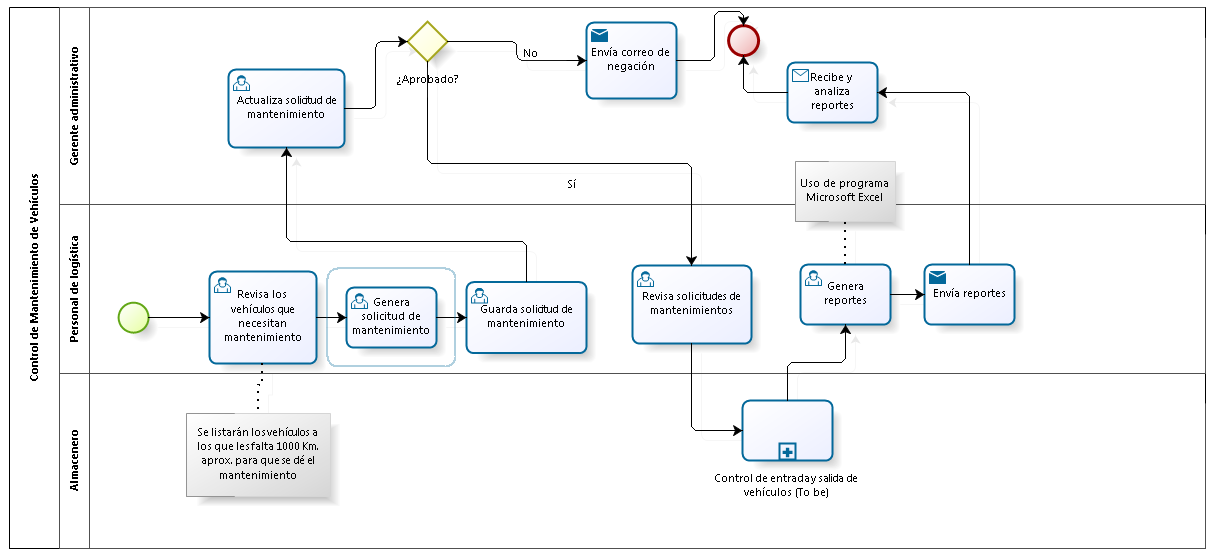 Control de Mantenimiento de Vehículos
Gerente administrativo
Actualiza solicitud de
mantenimiento
¿Aprobado?
No
Envía correo de
negación
Recibe y
analiza
reportes
Sí
Uso de programa
Microsoft Excel
Personal de logística
Revisa los
vehículos que
necesitan
mantenimiento
Genera
solicitud de
mantenimiento
Guarda solicitud de
mantenimiento
Revisa solicitudes de
mantenimientos
Genera
reportes
Envía reportes
Almacenero
Se listarán los vehículos a
los que les falta 1000 Km.
aprox. para que se dé el
mantenimiento
Control de entrada y salida de
vehículos (To be)